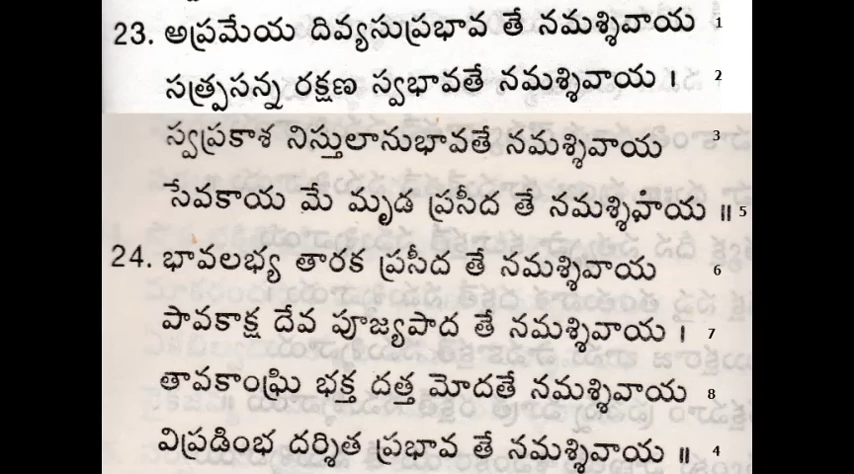 23. అప్రమేయ దివ్యసుప్రభావ తే నమశ్శివాయ 1
సత్ప్రసన్న రక్షణ స్వభావతే నమశ్శివాయ । 2
స్వప్రకాశ నిస్తులానుభావతే నమశ్శివాయ 3
సేవకాయ మే మృడ ప్రసీద తే నమశ్శివాయ ॥ 5
24. భావలభ్య తారక ప్రసీద తే నమశ్శివాయ 6
పావకాక్ష దేవ పూజ్యపాద తే నమశ్శివాయ । 7
తావకాంఘ్రి భక్త దత్త మోదతే నమశ్శివాయ 8
విప్రడింభ దర్శిత ప్రభావ తే నమశ్శివాయ ॥ 4